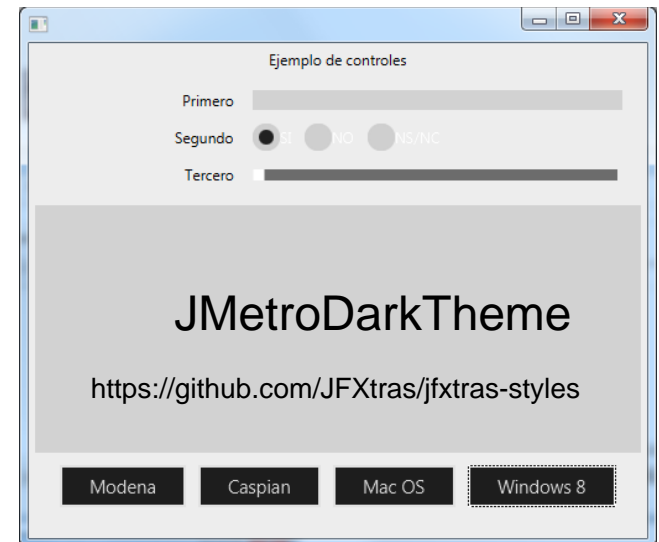 Ejemplo de controles
Primero
Segundo SI NO NS/NC
Tercero
JMetroDarkTheme
https://github.com/JFXtras/jfxtras-styles
Modena Caspian Mac OS Windows 8